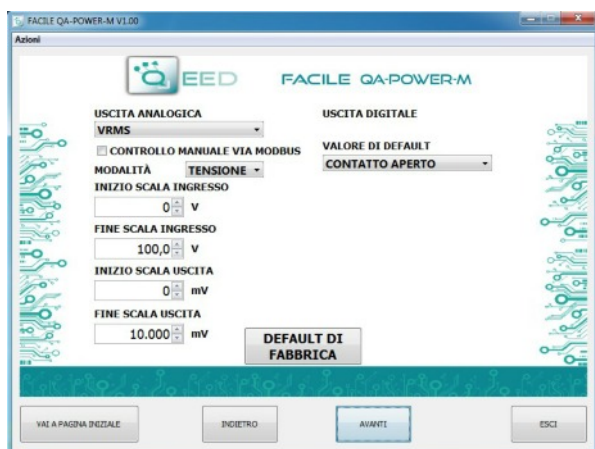 FACILE QA-POWER-M V1.00
Azioni
QEED
FACILE QA-POWER-M
USCITA ANALOGICA
VRMS
CONTROLLO MANUALE VIA MODBUS
MODALITÀ TENSIONE
INIZIO SCALA INGRESSO
0 V
FINE SCALA INGRESSO
100,0 V
INIZIO SCALA USCITA
0 mV
FINE SCALA USCITA
10.000 mV
USCITA DIGITALE
VALORE DI DEFAULT
CONTATTO APERTO
DEFAULT DI
FABBRICA
VAI A PAGINA INIZIALE
INDIETRO
AVANTI
ESCI